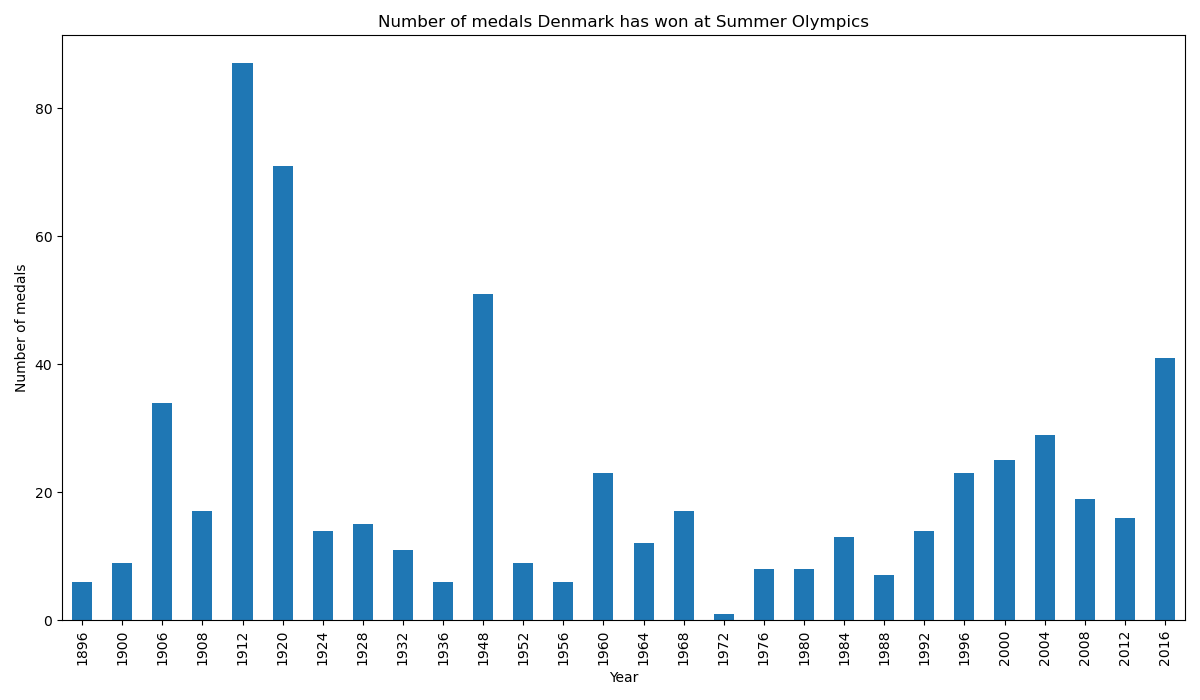 Number of medals Denmark has won at Summer Olympics
Number of medals
80
60
40
20
0
1896 1900 1906 1908 1912 1920 1924 1928 1932 1936 1948 1952 1956 1960 1964 1968 1972 1976 1980 1984 1988 1992 1996 2000 2004 2008 2012 2016
Year